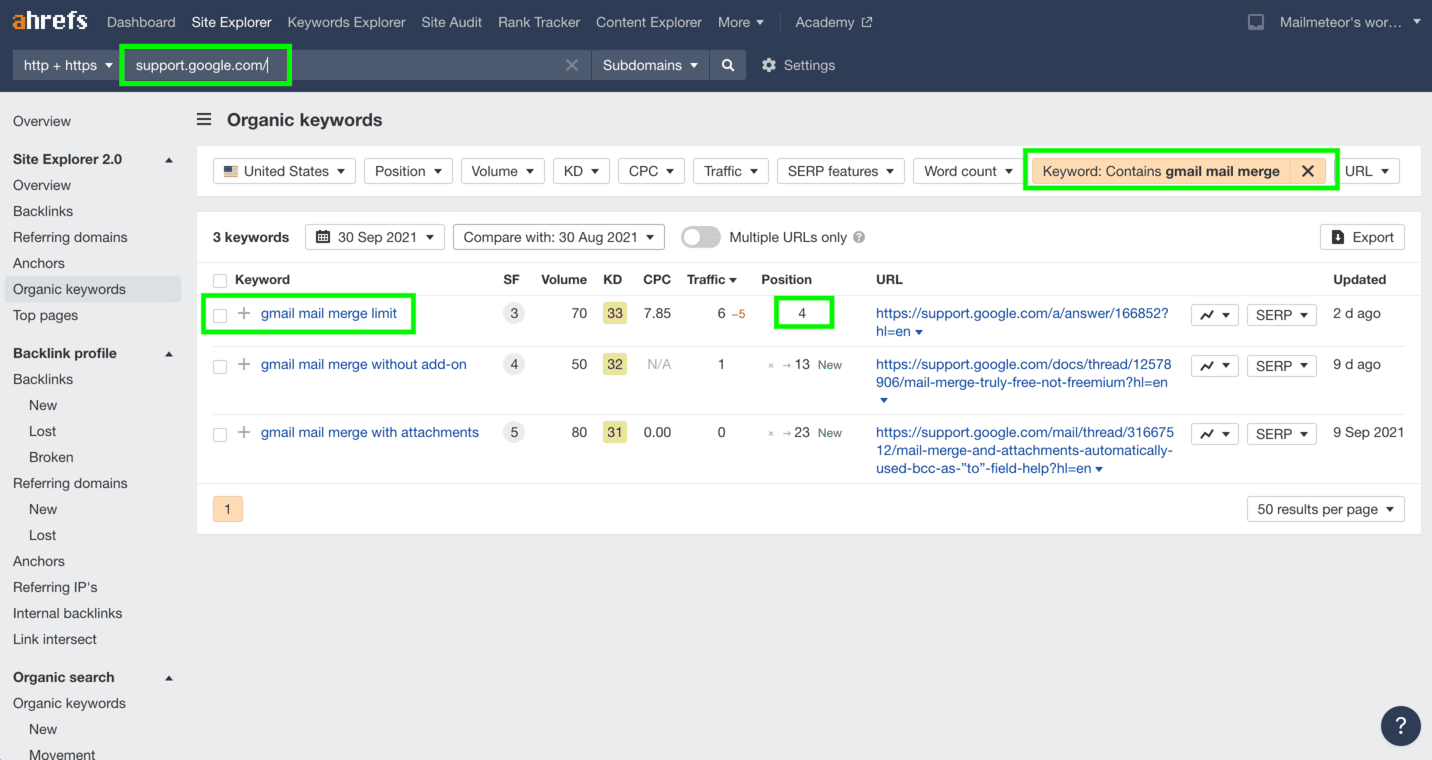 ahrefs Dashboard Site Explorer Keywords Explorer Site Audit Rank Tracker Content Explorer More Academy Mailmeteor's wor...
http + https support.google.com/ Subdomains Settings
Overview
Site Explorer 2.0
Overview
Backlinks
Referring domains
Anchors
Organic keywords
Top pages
Backlink profile
Backlinks
New
Lost
Broken
Referring domains
New
Lost
Anchors
Referring IP's
Internal backlinks
Link intersect
Organic search
Organic keywords
New
Movement
Organic keywords
United States Position Volume KD CPC Traffic SERP features Word count Keyword: Contains gmail mail merge URL
3 keywords 30 Sep 2021 Compare with: 30 Aug 2021 Multiple URLs only ? Export
Keyword SF Volume KD CPC Traffic Position URL Updated
gmail mail merge limit 3 70 33 7.85 6 –5 4 https://support.google.com/a/answer/166852? SERP 2 d ago
hl=en
gmail mail merge without add-on 4 50 32 N/A 1 × → 13 New https://support.google.com/docs/thread/12578 SERP 9 d ago
906/mail-merge-truly-free-not-freemium?hl=en
gmail mail merge with attachments 5 80 31 0.00 0 × → 23 New https://support.google.com/mail/thread/316675 SERP 9 Sep 2021
12/mail-merge-and-attachments-automatically-
used-bcc-as-"to"-field-help?hl=en
1 50 results per page
?